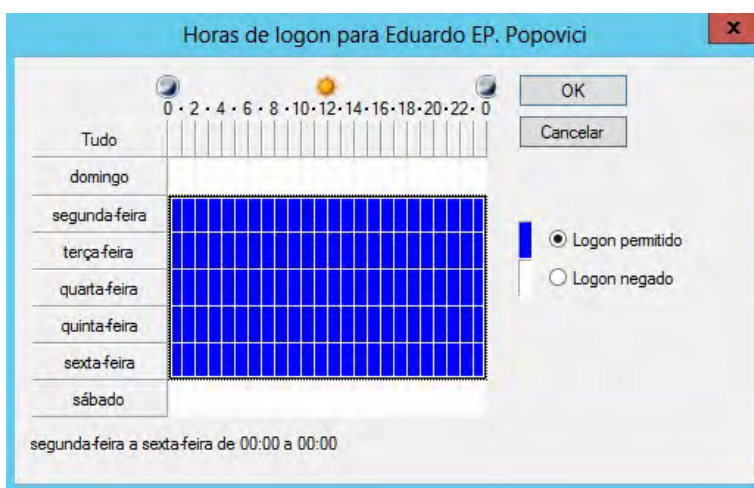 Horas de logon para Eduardo EP. Popovici
x
0 · 2 · 4 · 6 · 8 · 10 · 12 · 14 · 16 · 18 · 20 · 22 · 0
OK
Tudo
Cancelar
domingo
segunda-feira
terça-feira
Logon permitido
quarta-feira
Logon negado
quinta-feira
sexta-feira
sábado
segunda-feira a sexta-feira de 00:00 a 00:00